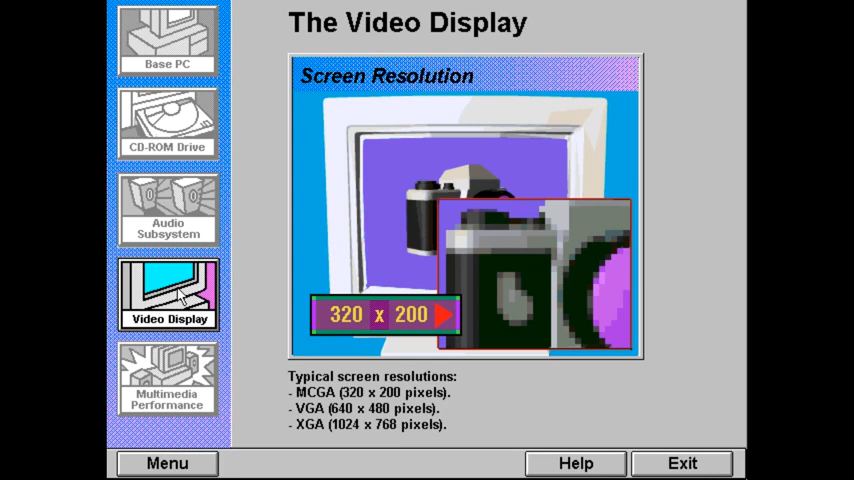 The Video Display
Base PC
CD-ROM Drive
Audio
Subsystem
Video Display
Multimedia
Performance
Screen Resolution
320 x 200
Typical screen resolutions:
- MCGA (320 x 200 pixels).
- VGA (640 x 480 pixels).
- XGA (1024 x 768 pixels).
Menu
Help
Exit